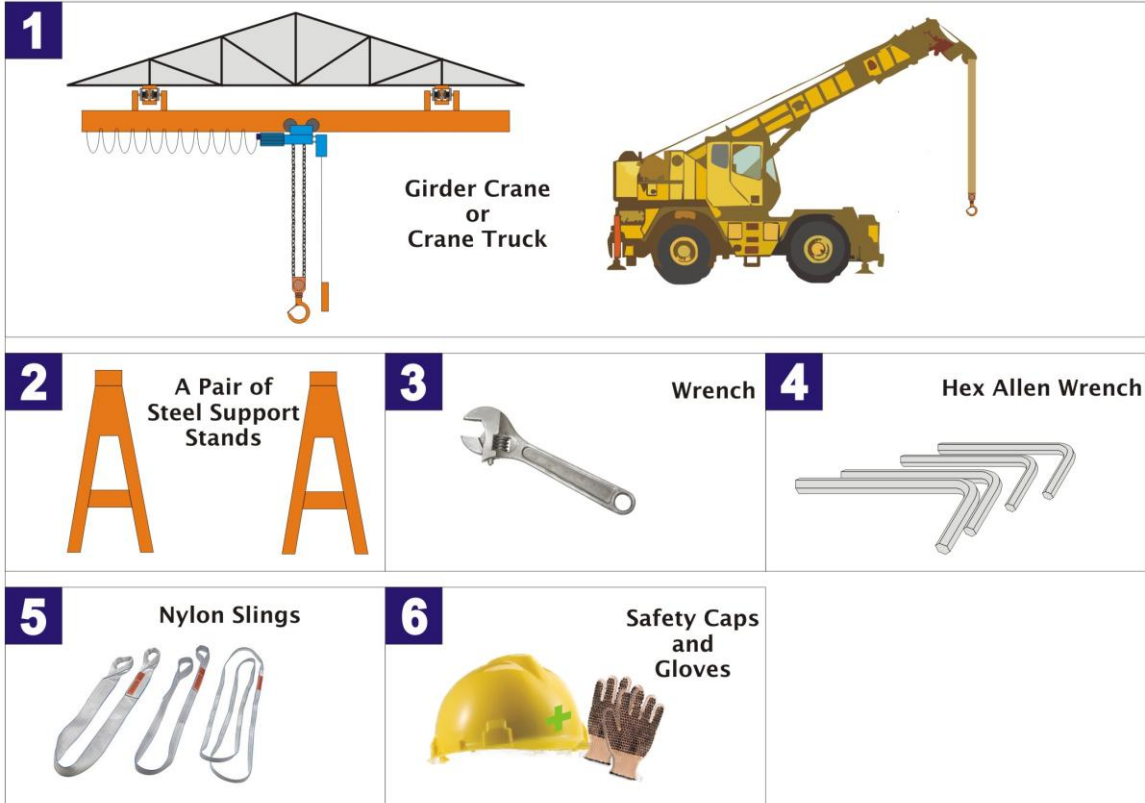 1
Girder Crane
or
Crane Truck
2
A Pair of
Steel Support
Stands
3
Wrench
4
Hex Allen Wrench
5
Nylon Slings
6
Safety Caps
and
Gloves